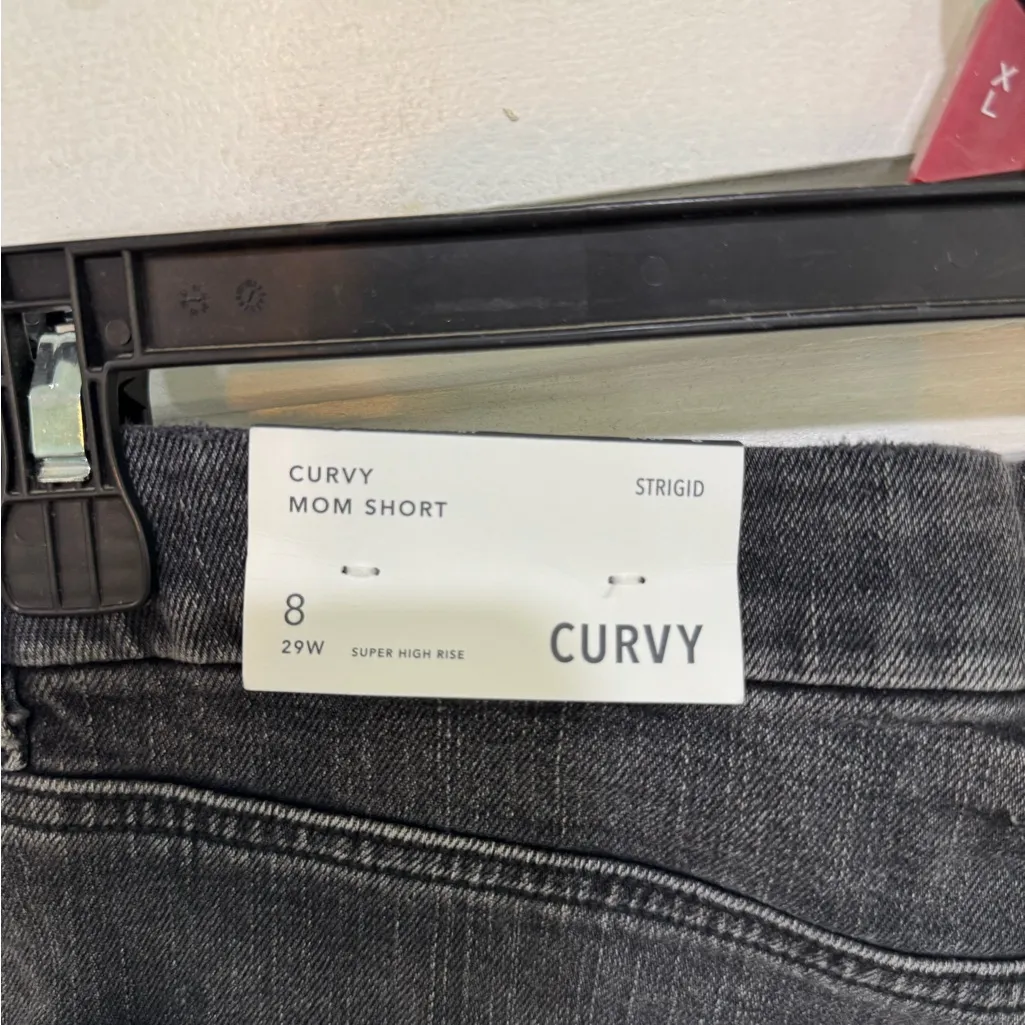 XL
CURVY
MOM SHORT
STRIGID
8
29W
SUPER HIGH RISE
CURVY